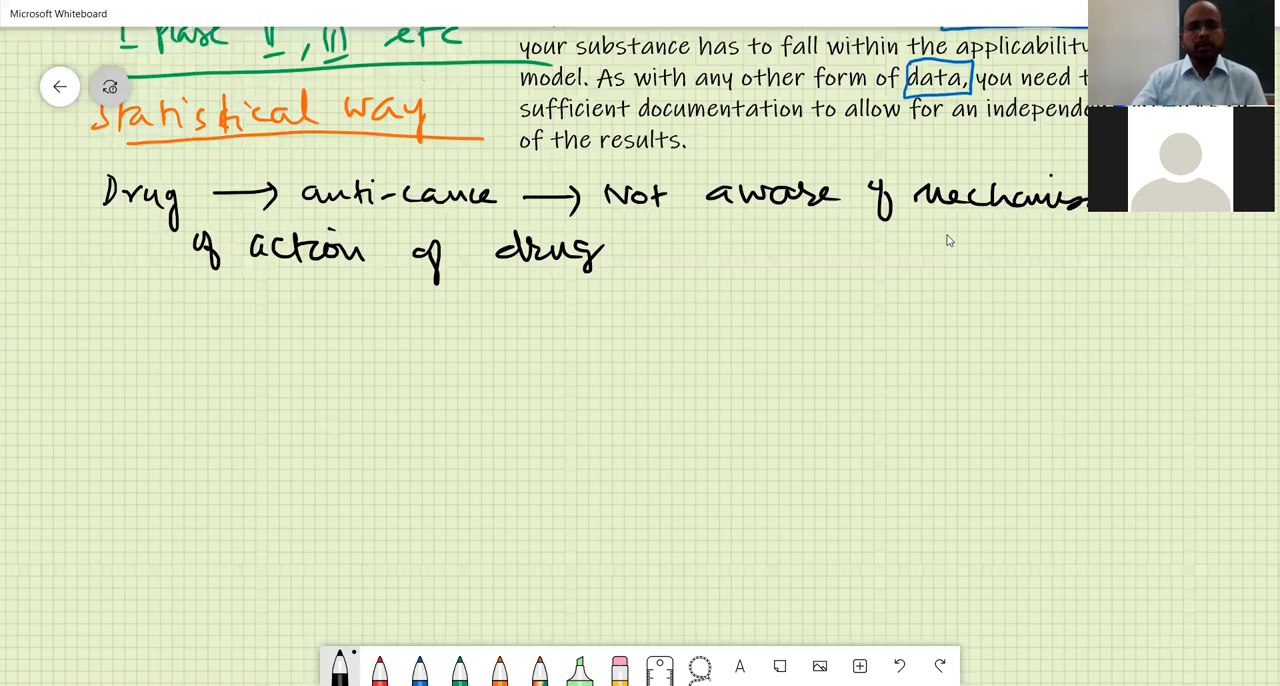 Microsoft Whiteboard
I phase II, III etc
your substance has to fall within the applicability
model. As with any other form of data, you need
statistical way
sufficient documentation to allow for an
of the results.
Drug → anti-cance → Not aware of mechanis
of action of drug